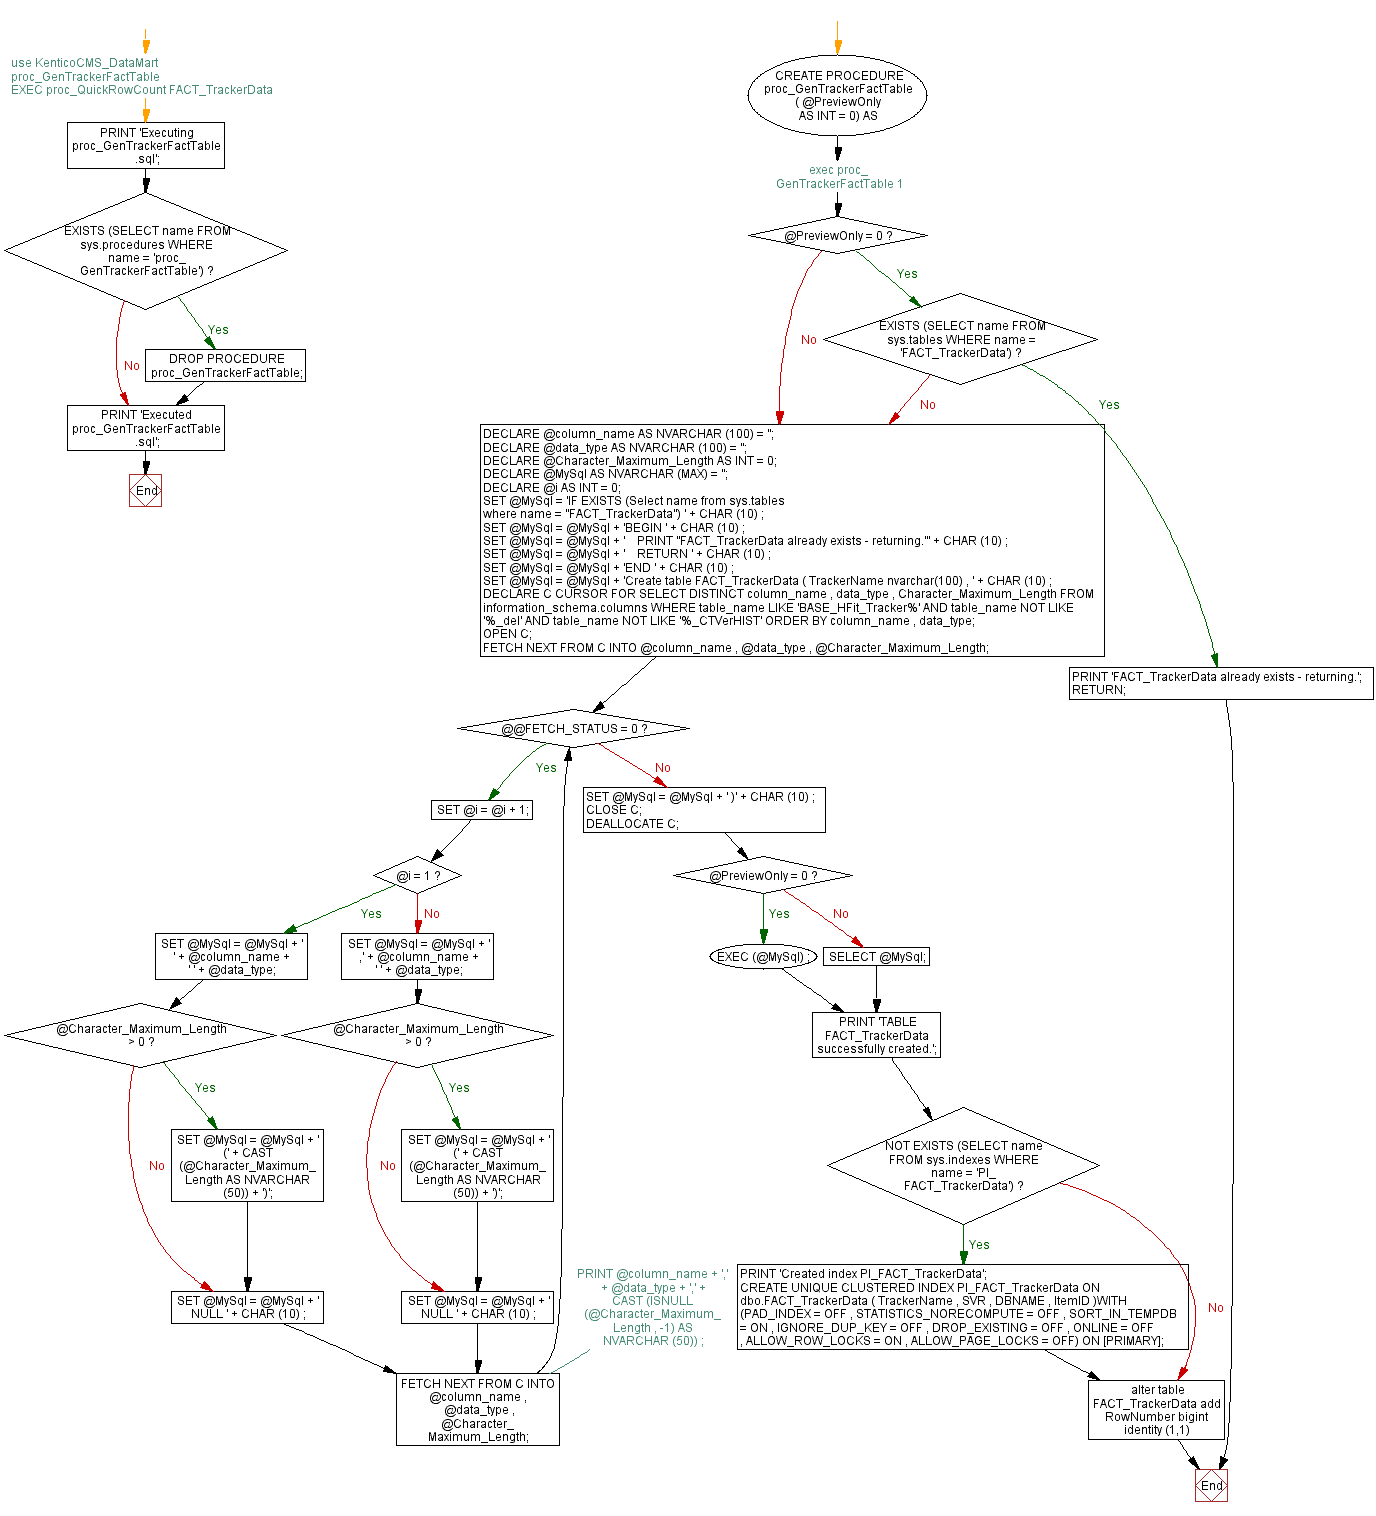 use KenticoCMS_DataMart
proc_GenTrackerFactTable
EXEC proc_QuickRowCount FACT_TrackerData
PRINT 'Executing
proc_GenTrackerFactTable
.sql';
EXISTS (SELECT name FROM
sys.procedures WHERE
name = 'proc_
GenTrackerFactTable') ?
Yes
No
DROP PROCEDURE
proc_GenTrackerFactTable;
PRINT 'Executed
proc_GenTrackerFactTable
.sql';
End
CREATE PROCEDURE
proc_GenTrackerFactTable
( @PreviewOnly
AS INT = 0) AS
exec proc_
GenTrackerFactTable 1
@PreviewOnly = 0 ?
Yes
No
EXISTS (SELECT name FROM
sys.tables WHERE name =
'FACT_TrackerData') ?
No
Yes
DECLARE @column_name AS NVARCHAR (100) = '';
DECLARE @data_type AS NVARCHAR (100) = '';
DECLARE @Character_Maximum_Length AS INT = 0;
DECLARE @MySql AS NVARCHAR (MAX) = '';
DECLARE @i AS INT = 0;
SET @MySql = 'IF EXISTS (Select name from sys.tables
where name = ''FACT_TrackerData'') ' + CHAR (10) ;
SET @MySql = @MySql + 'BEGIN ' + CHAR (10) ;
SET @MySql = @MySql + '    PRINT ''FACT_TrackerData already exists - returning.''' + CHAR (10) ;
SET @MySql = @MySql + '    RETURN ' + CHAR (10) ;
SET @MySql = @MySql + 'END ' + CHAR (10) ;
SET @MySql = @MySql + 'Create table FACT_TrackerData ( TrackerName nvarchar(100) , ' + CHAR (10) ;
DECLARE C CURSOR FOR SELECT DISTINCT column_name , data_type , Character_Maximum_Length FROM
information_schema.columns WHERE table_name LIKE 'BASE_HFit_Tracker%' AND table_name NOT LIKE
'%_del' AND table_name NOT LIKE '%_CTVerHIST' ORDER BY column_name , data_type;
OPEN C;
FETCH NEXT FROM C INTO @column_name , @data_type , @Character_Maximum_Length;
PRINT 'FACT_TrackerData already exists - returning.';
RETURN;
@@FETCH_STATUS = 0 ?
Yes
No
SET @i = @i + 1;
SET @MySql = @MySql + ' )' + CHAR (10) ;
CLOSE C;
DEALLOCATE C;
@i = 1 ?
Yes
No
@PreviewOnly = 0 ?
Yes
No
SET @MySql = @MySql + '
' + @column_name +
' ' + @data_type;
SET @MySql = @MySql + '
,' + @column_name +
' ' + @data_type;
EXEC (@MySql) ;
SELECT @MySql;
@Character_Maximum_Length
> 0 ?
Yes
No
@Character_Maximum_Length
> 0 ?
Yes
No
PRINT 'TABLE
FACT_TrackerData
successfully created.';
SET @MySql = @MySql + '
(' + CAST
(@Character_Maximum_
Length AS NVARCHAR
(50)) + ')';
SET @MySql = @MySql + '
(' + CAST
(@Character_Maximum_
Length AS NVARCHAR
(50)) + ')';
NOT EXISTS (SELECT name
FROM sys.indexes WHERE
name = 'PI_
FACT_TrackerData') ?
Yes
No
SET @MySql = @MySql + '
NULL ' + CHAR (10) ;
SET @MySql = @MySql + '
NULL ' + CHAR (10) ;
PRINT @column_name + ','
+ @data_type + ',' +
CAST (ISNULL
(@Character_Maximum_
Length , -1) AS
NVARCHAR (50)) ;
PRINT 'Created index PI_FACT_TrackerData';
CREATE UNIQUE CLUSTERED INDEX PI_FACT_TrackerData ON
dbo.FACT_TrackerData ( TrackerName , SVR , DBNAME , ItemID )WITH
(PAD_INDEX = OFF , STATISTICS_NORECOMPUTE = OFF , SORT_IN_TEMPDB
= ON , IGNORE_DUP_KEY = OFF , DROP_EXISTING = OFF , ONLINE = OFF
, ALLOW_ROW_LOCKS = ON , ALLOW_PAGE_LOCKS = OFF) ON [PRIMARY];
FETCH NEXT FROM C INTO
@column_name ,
@data_type ,
@Character_
Maximum_Length;
alter table
FACT_TrackerData add
RowNumber bigint
identity (1,1)
End